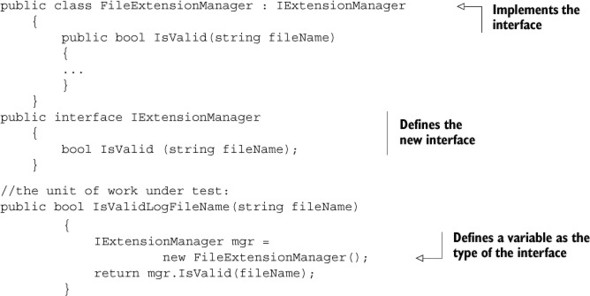 public class FileExtensionManager : IExtensionManager
{
public bool IsValid(string fileName)
{
...
}
}
Implements the
interface
public interface IExtensionManager
{
bool IsValid (string fileName);
}
Defines the
new interface
//the unit of work under test:
public bool IsValidLogFileName(string fileName)
{
IExtensionManager mgr =
new FileExtensionManager();
return mgr.IsValid(fileName);
}
Defines a variable as the
type of the interface